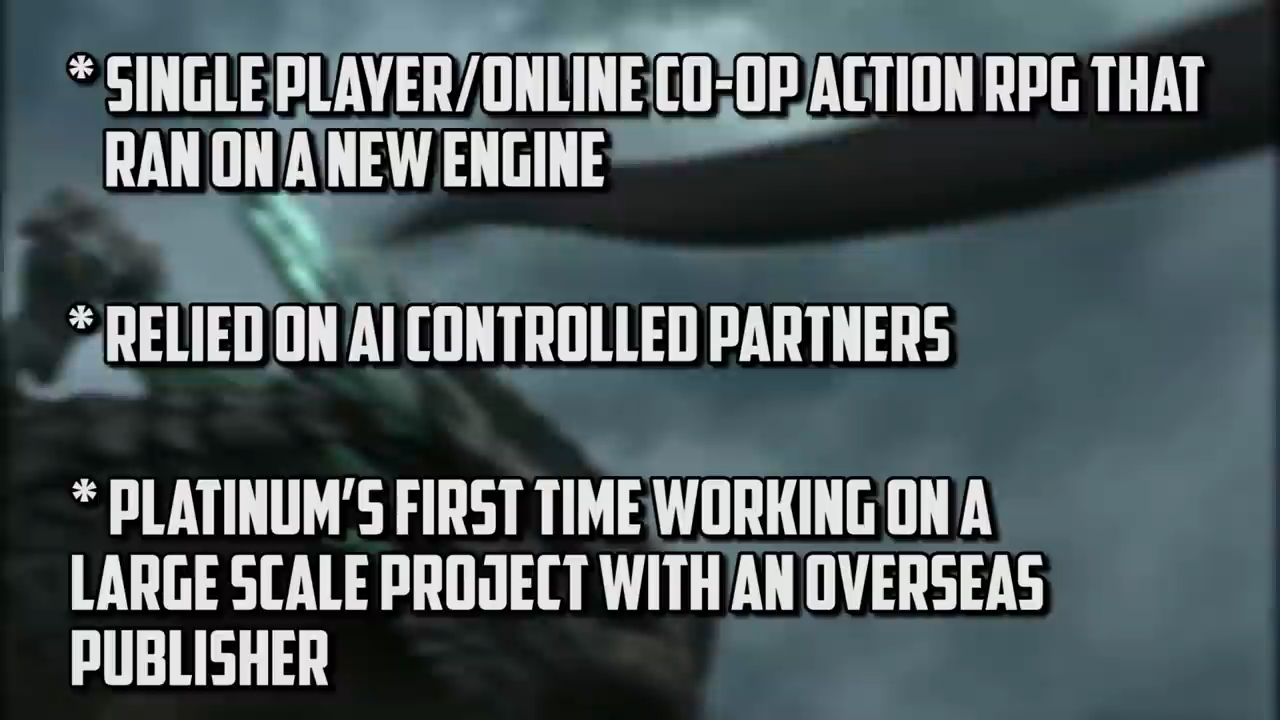 * SINGLE PLAYER/ONLINE CO-OP ACTION RPG THAT
RAN ON A NEW ENGINE
* RELIED ON AI CONTROLLED PARTNERS
* PLATINUM'S FIRST TIME WORKING ON A
LARGE SCALE PROJECT WITH AN OVERSEAS
PUBLISHER